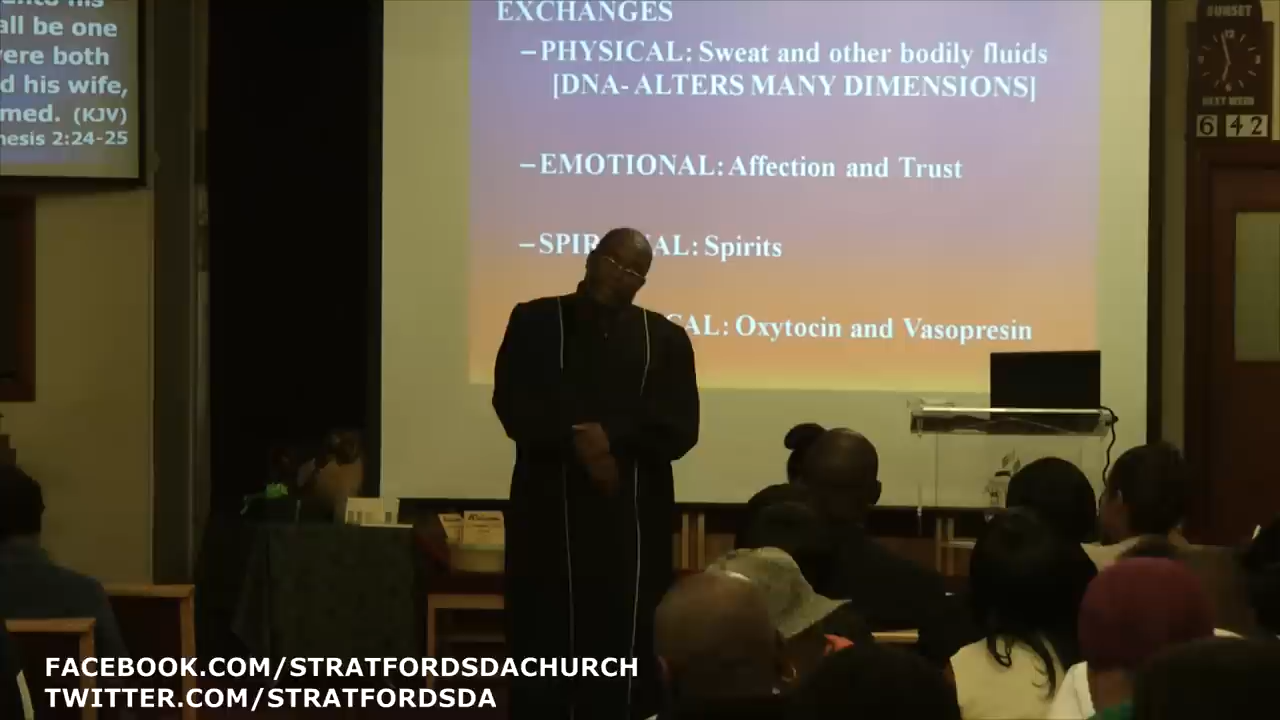 all be one
ere both
d his wife,
med. (KJV)
nesis 2:24-25
EXCHANGES
–PHYSICAL: Sweat and other bodily fluids
[DNA- ALTERS MANY DIMENSIONS]
–EMOTIONAL: Affection and Trust
–SPIR AL: Spirits
CAL: Oxytocin and Vasopresin
SUNSET
12
NEXT WEEK
6 42
FACEBOOK.COM/STRATFORDSDACHURCH
TWITTER.COM/STRATFORDSDA